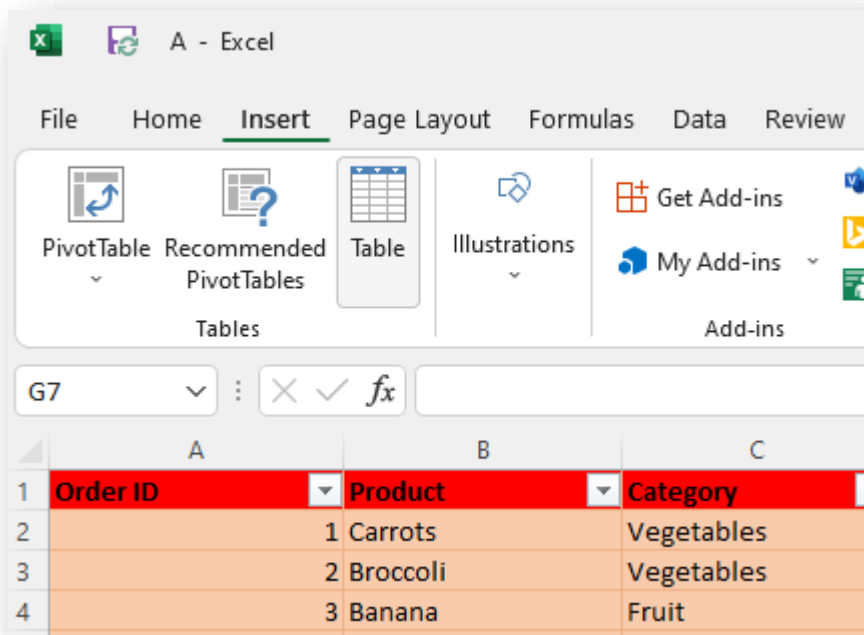 A - Excel
File Home Insert Page Layout Formulas Data Review
PivotTable Recommended PivotTables Table Illustrations Get Add-ins
My Add-ins
Tables Add-ins
G7 fx
A B C
1 Order ID Product Category
2 1 Carrots Vegetables
3 2 Broccoli Vegetables
4 3 Banana Fruit